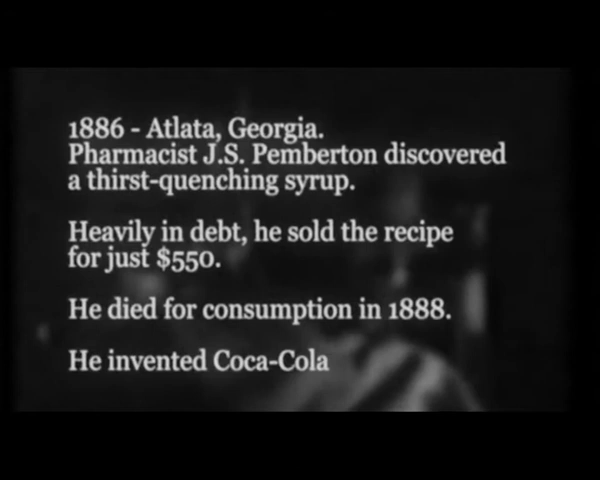 1886 - Atlata, Georgia.
Pharmacist J.S. Pemberton discovered
a thirst-quenching syrup.
Heavily in debt, he sold the recipe
for just $550.
He died for consumption in 1888.
He invented Coca-Cola